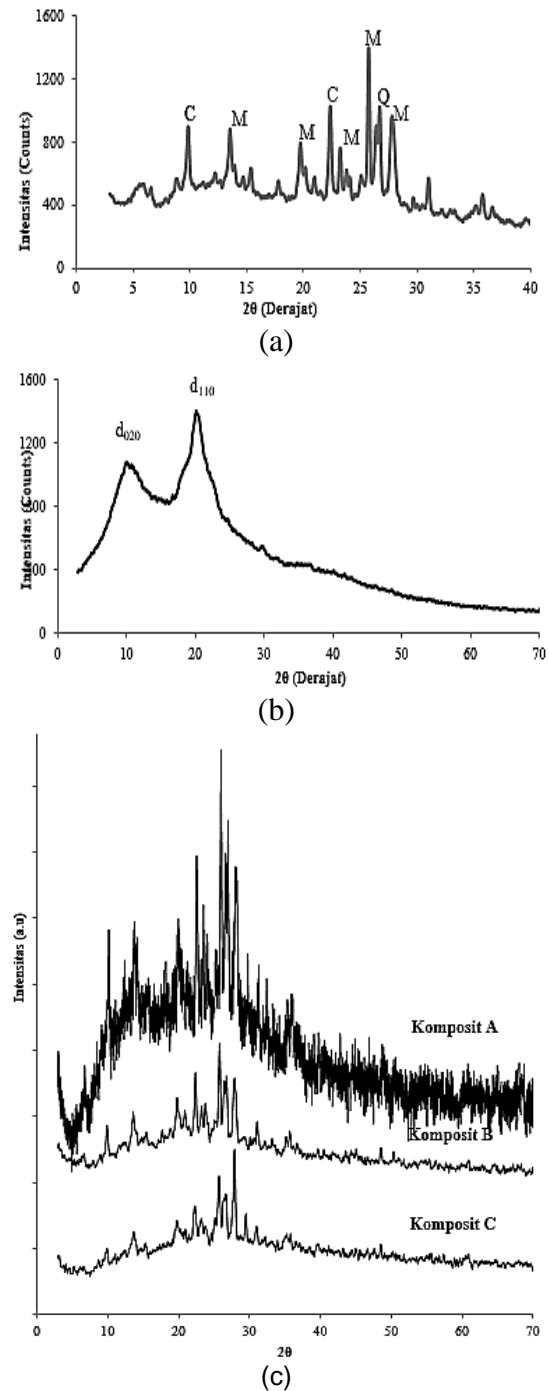 1600
1200
800
400
0
Intensitas (Counts)
C
M
M
C
M
M
Q
M
0 5 10 15 20 25 30 35 40
2θ (Derajat)
(a)
1600
1200
800
400
0
Intensitas (Counts)
d020
d110
0 10 20 30 40 50 60 70
2θ (Derajat)
(b)
Intensitas (a.u)
Komposit A
Komposit B
Komposit C
0 10 20 30 40 50 60 70
2θ
(c)